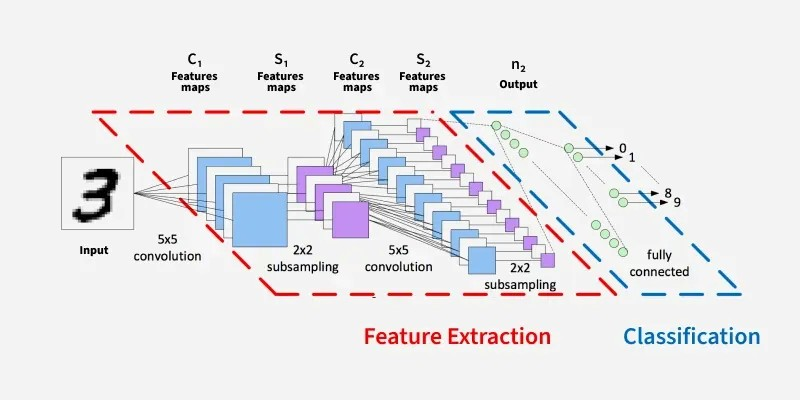 C₁
Features
maps
S₁
Features
maps
C₂
Features
maps
S₂
Features
maps
n₂
Output
3
Input
5x5
convolution
2x2
subsampling
5x5
convolution
2x2
subsampling
0
1
8
9
fully
connected
Feature Extraction
Classification